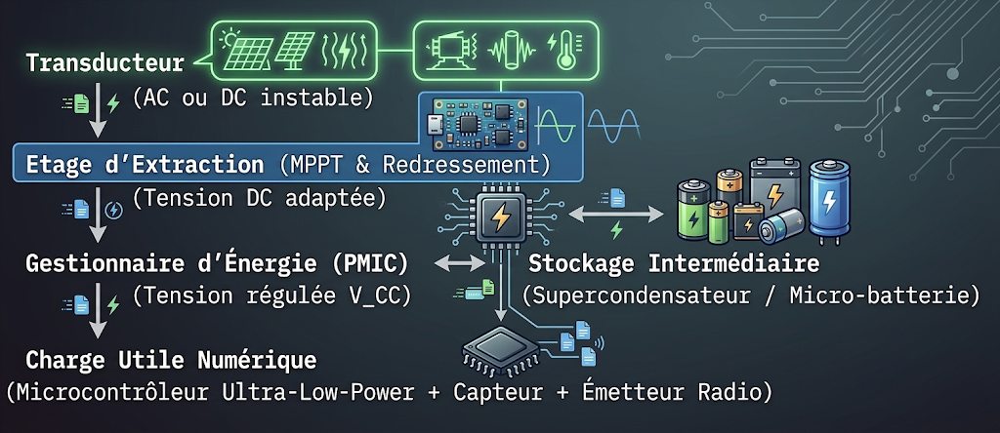 Transducteur
(AC ou DC instable)
Etage d'Extraction (MPPT & Redressement)
(Tension DC adaptée)
Gestionnaire d'Énergie (PMIC)
Stockage Intermédiaire
(Tension régulée V_CC)
(Supercondensateur / Micro-batterie)
Charge Utile Numérique
(Microcontrôleur Ultra-Low-Power + Capteur + Émetteur Radio)